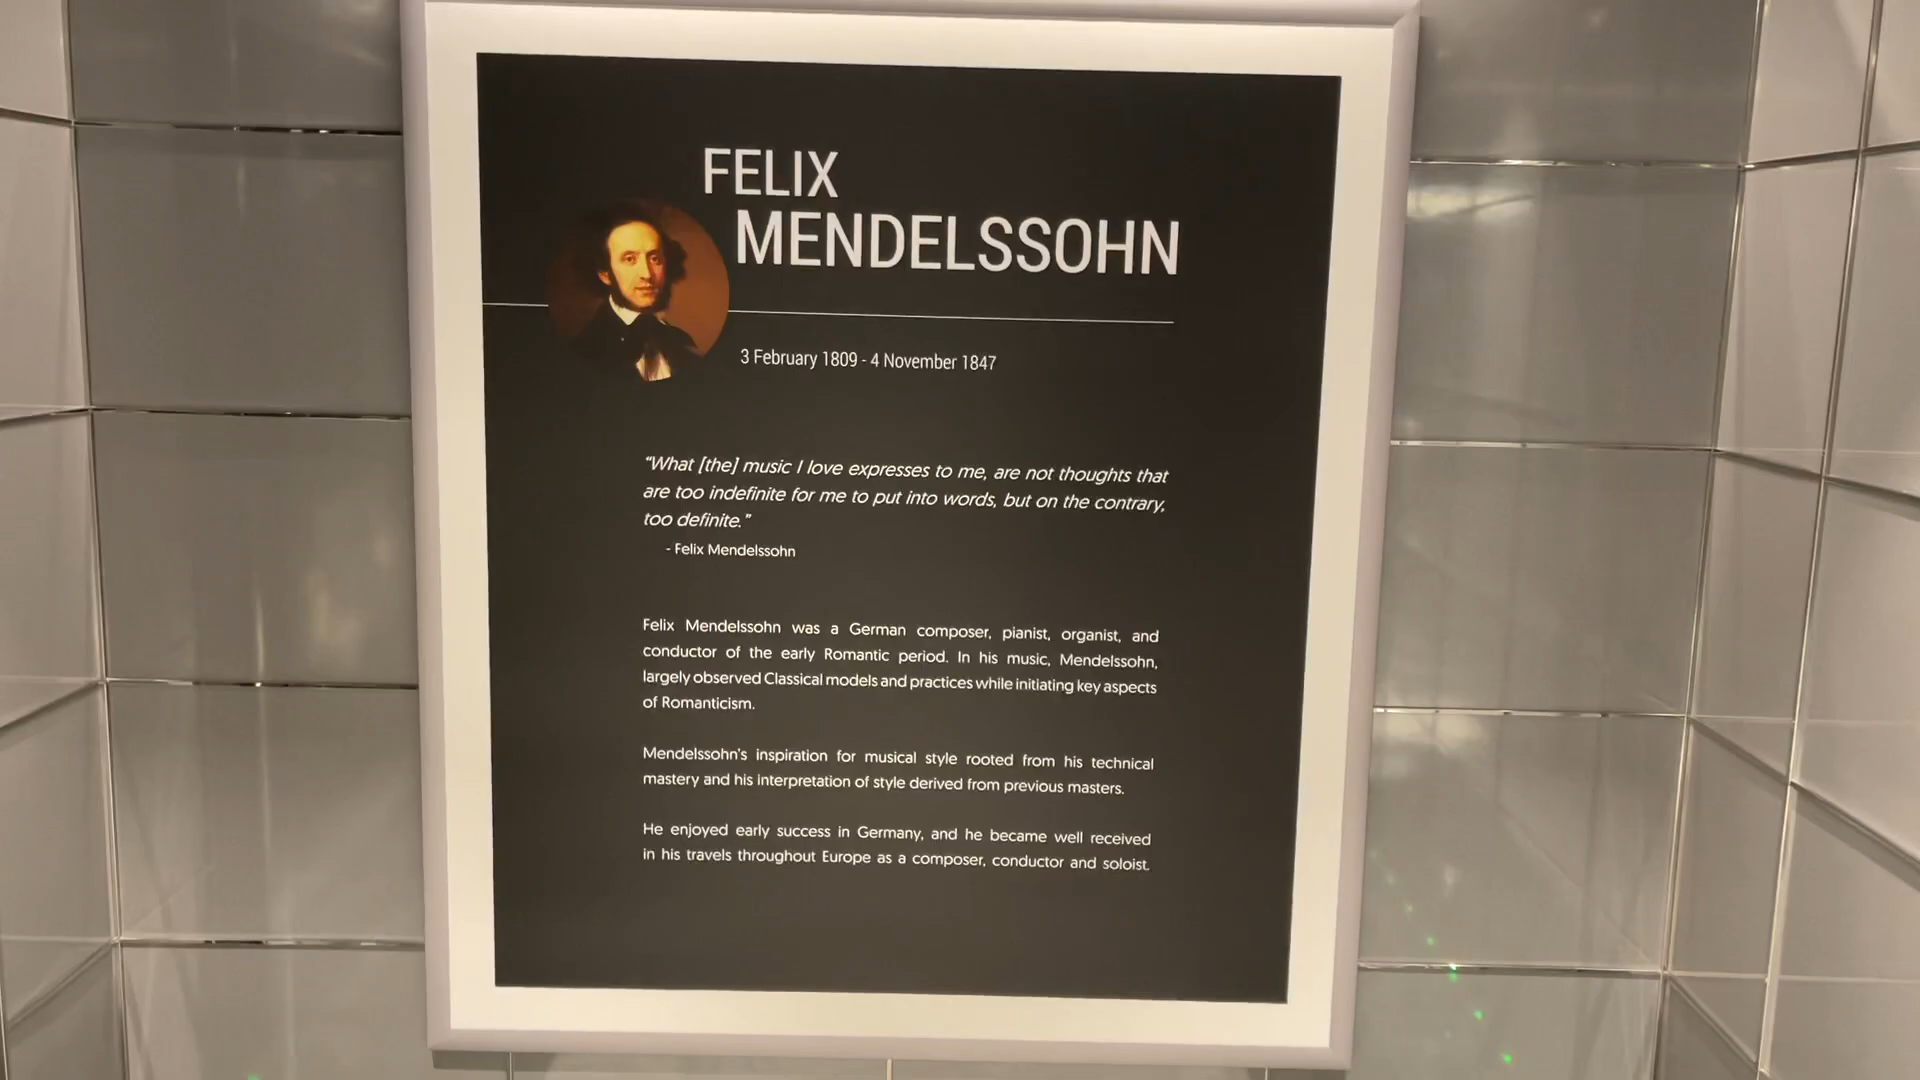 FELIX
MENDELSSOHN
3 February 1809 - 4 November 1847
“What [the] music I love expresses to me, are not thoughts that
are too indefinite for me to put into words, but on the contrary,
too definite.”
- Felix Mendelssohn
Felix Mendelssohn was a German composer, pianist, organist, and
conductor of the early Romantic period. In his music, Mendelssohn,
largely observed Classical models and practices while initiating key aspects
of Romanticism.
Mendelssohn's inspiration for musical style rooted from his technical
mastery and his interpretation of style derived from previous masters.
He enjoyed early success in Germany, and he became well received
in his travels throughout Europe as a composer, conductor and soloist.